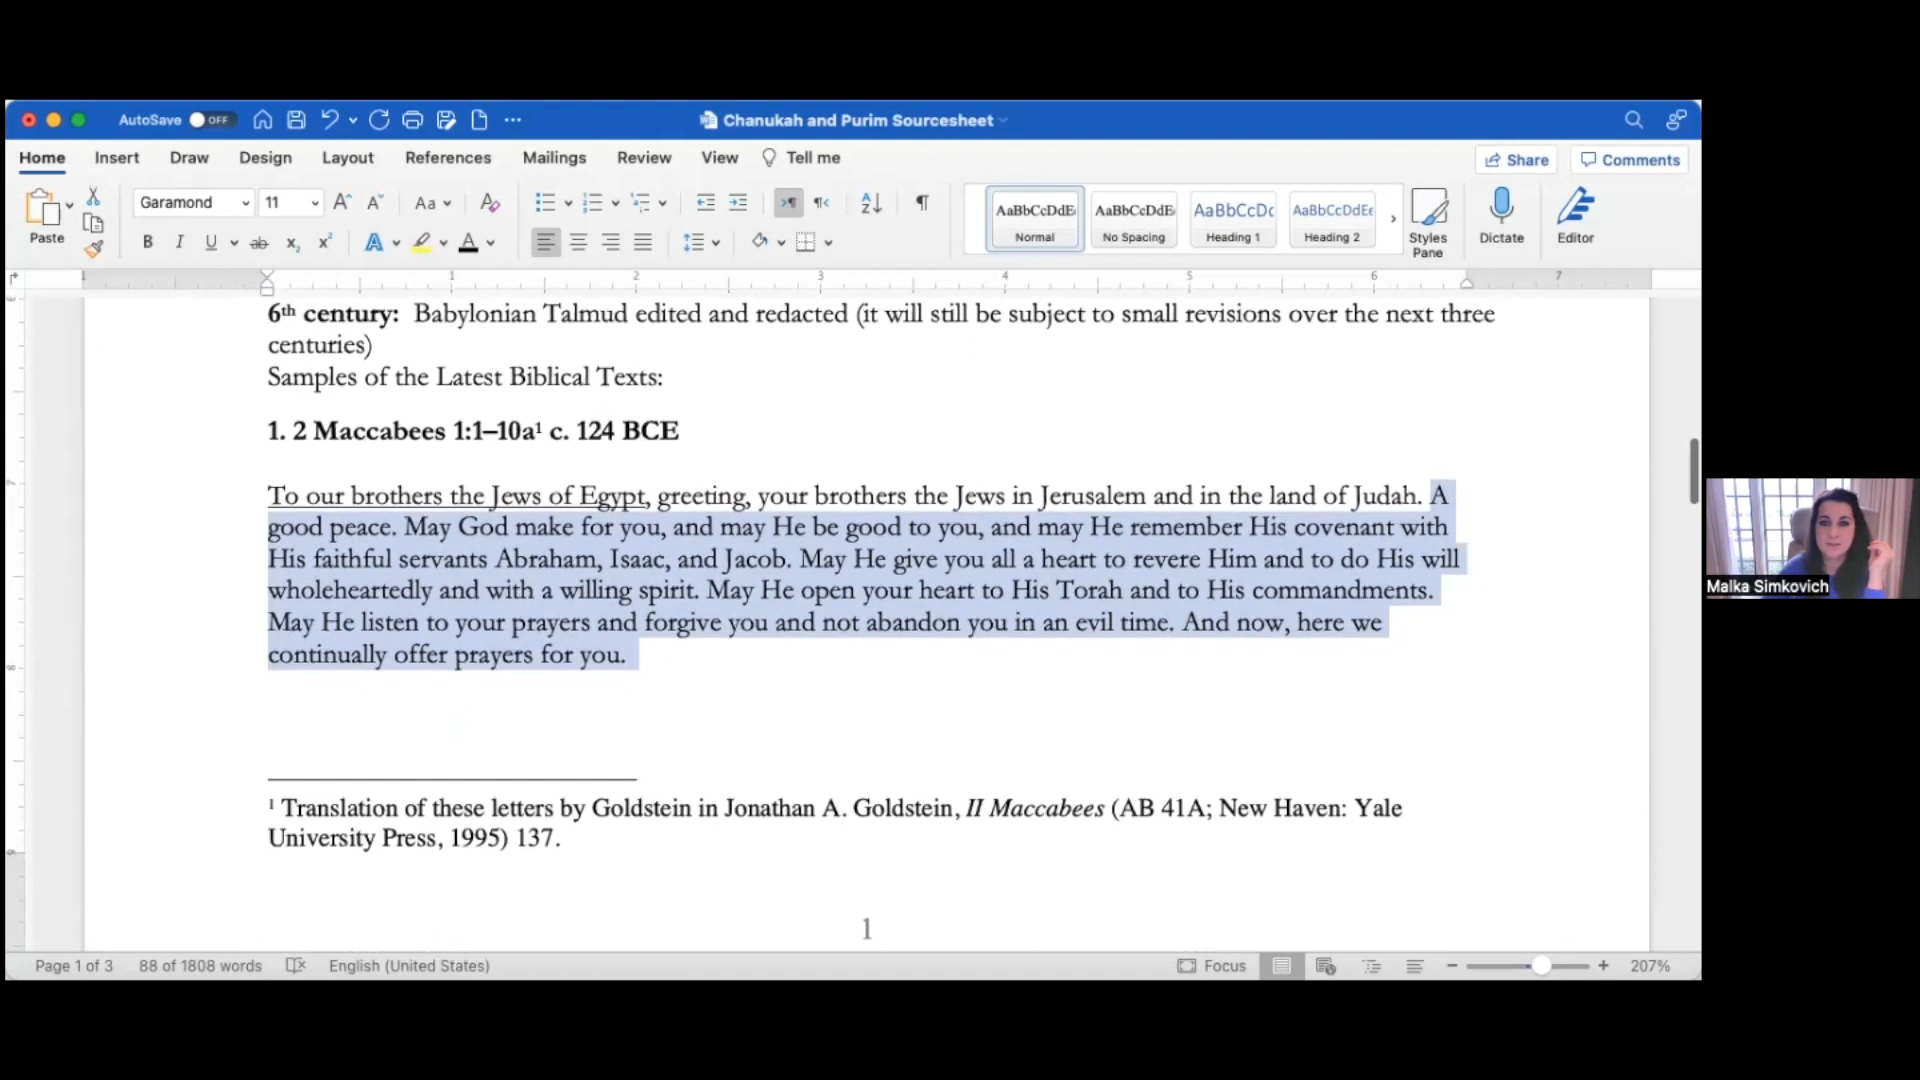 AutoSave OFF
Chanukah and Purim Sourcesheet
Home Insert Draw Design Layout References Mailings Review View Tell me
Share Comments
Paste
Garamond 11
AaBbCcDdE AaBbCcDdE AaBbCcDc AaBbCcDdEe
Normal No Spacing Heading 1 Heading 2
Styles Pane
Dictate
Editor
1 1 2 3 4 5 6 7
6th century: Babylonian Talmud edited and redacted (it will still be subject to small revisions over the next three
centuries)
Samples of the Latest Biblical Texts:
1. 2 Maccabees 1:1–10a1 c. 124 BCE
To our brothers the Jews of Egypt, greeting, your brothers the Jews in Jerusalem and in the land of Judah. A
good peace. May God make for you, and may He be good to you, and may He remember His covenant with
His faithful servants Abraham, Isaac, and Jacob. May He give you all a heart to revere Him and to do His will
wholeheartedly and with a willing spirit. May He open your heart to His Torah and to His commandments.
May He listen to your prayers and forgive you and not abandon you in an evil time. And now, here we
continually offer prayers for you.
1 Translation of these letters by Goldstein in Jonathan A. Goldstein, II Maccabees (AB 41A; New Haven: Yale
University Press, 1995) 137.
1
Page 1 of 3 88 of 1808 words English (United States) Focus 207%
Malka Simkovich